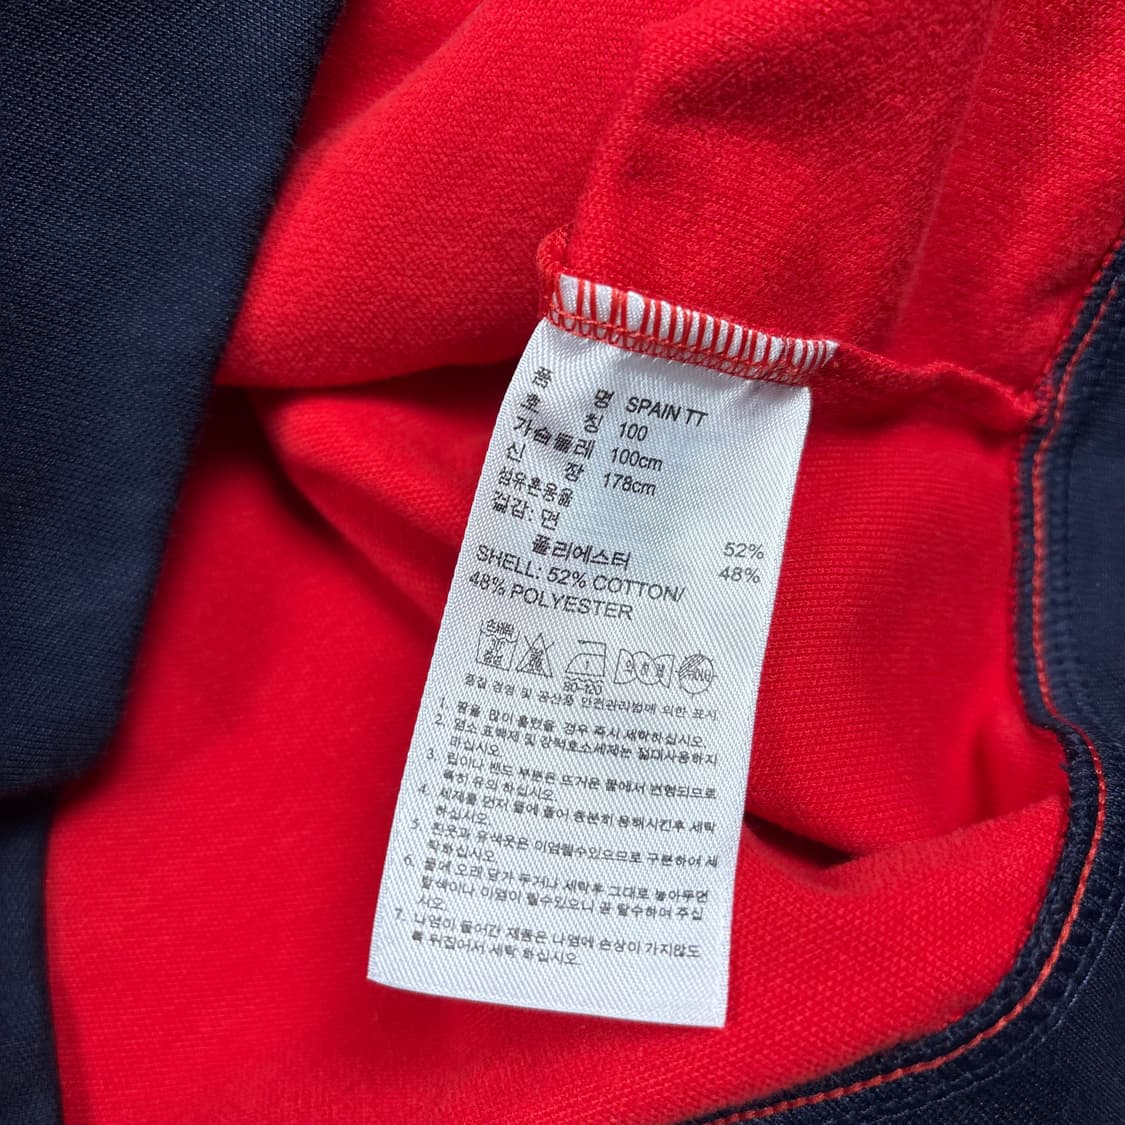 품 명 SPAIN TT
호 칭 100
가슴둘레 100cm
신 장 178cm
섬유혼용율
겉감: 면 52%
폴리에스터 48%
SHELL: 52% COTTON/
48% POLYESTER
손세탁
중성
80-120
품질 경영 및 공산품 안전관리법에 의한 표시
1. 땀을 많이 흘렸을 경우 즉시 세탁하십시오.
2. 염소 표백제 및 강력효소세제는 절대사용하지
마십시오.
3. 립이나 밴드 부분은 뜨거운 물에서 변형되므로
특히 유의 하십시오.
4. 세제를 먼저 물에 풀어 충분히 용해시킨후 세탁
하십시오.
5. 흰옷과 유색옷은 이염될수있으므로 구분하여 세
탁하십시오.
6. 물에 오래 담가 두거나 세탁후 그대로 놓아두면
탈색이나 이염이 될수있으니 곧 탈수하여 주십
시오.
7. 나염이 들어간 제품은 나염에 손상이 가지않도
록 뒤집어서 세탁 하십시오.